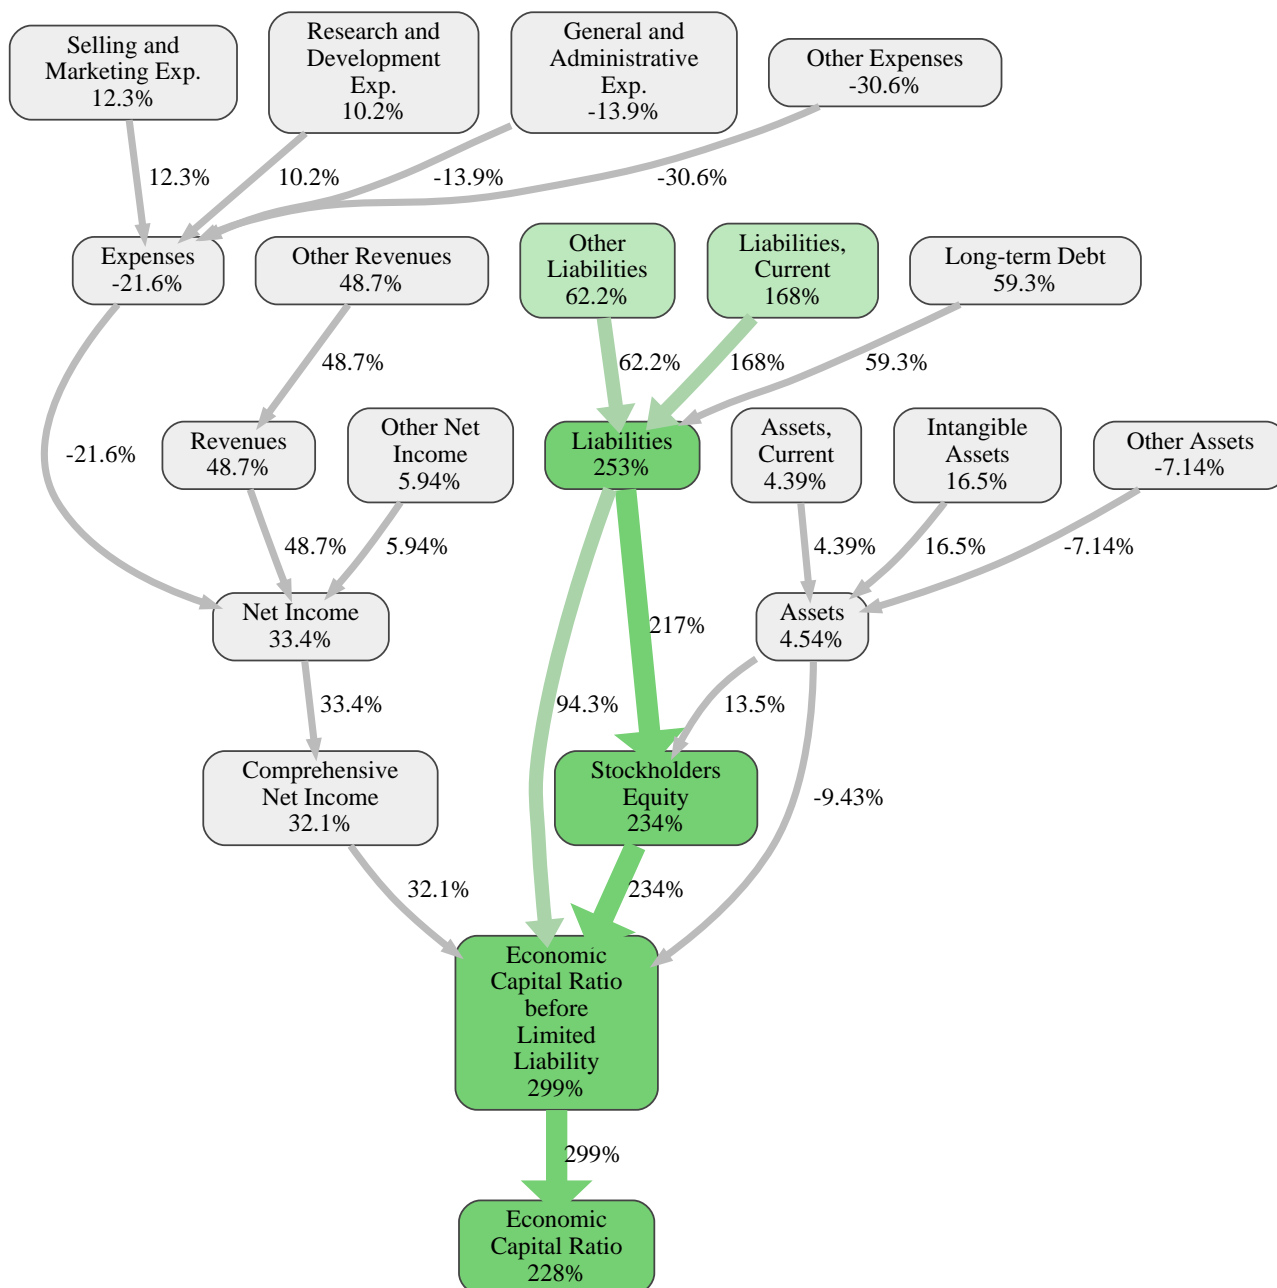 Selling and
Marketing Exp.
12.3%
Research and
Development
Exp.
10.2%
General and
Administrative
Exp.
-13.9%
Other Expenses
-30.6%
12.3%
10.2%
-13.9%
-30.6%
Expenses
-21.6%
Other Revenues
48.7%
Other
Liabilities
62.2%
Liabilities,
Current
168%
Long-term Debt
59.3%
48.7%
62.2%
168%
59.3%
-21.6%
Revenues
48.7%
Other Net
Income
5.94%
Liabilities
253%
Assets,
Current
4.39%
Intangible
Assets
16.5%
Other Assets
-7.14%
48.7%
5.94%
4.39%
16.5%
-7.14%
Net Income
33.4%
217%
Assets
4.54%
33.4%
94.3%
13.5%
Comprehensive
Net Income
32.1%
Stockholders
Equity
234%
-9.43%
32.1%
234%
Economic
Capital Ratio
before
Limited
Liability
299%
299%
Economic
Capital Ratio
228%